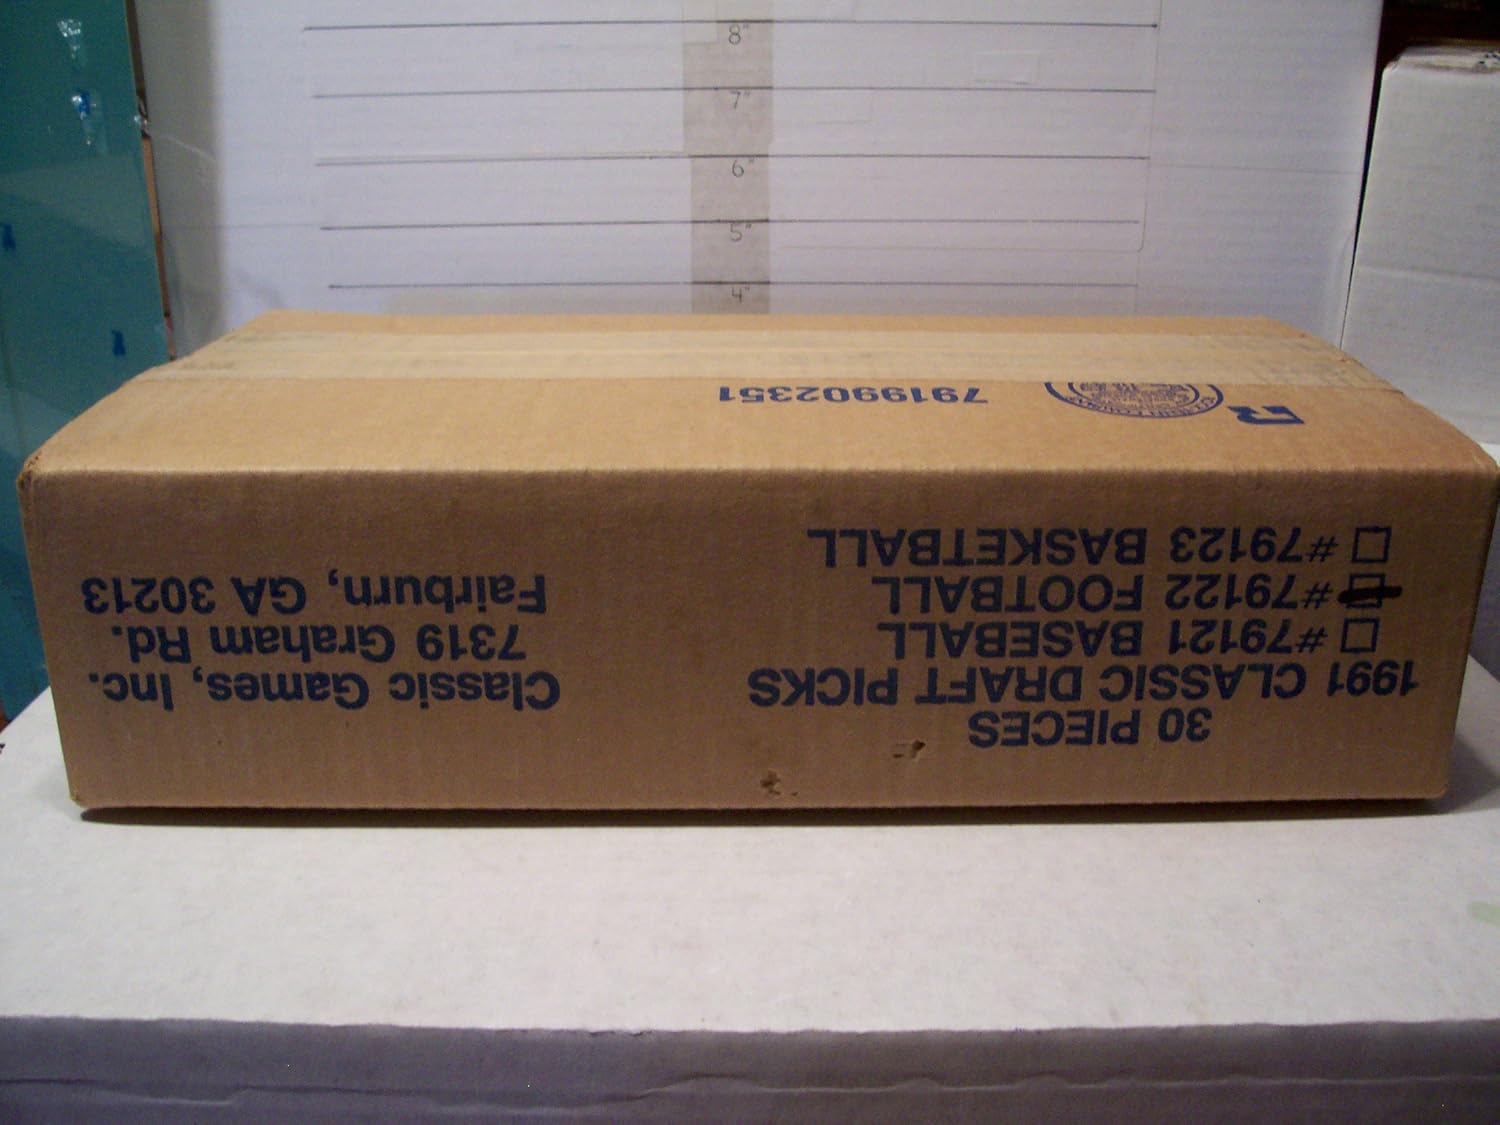 8"
7"
6"
5"
4"
30 PIECES
1991 CLASSIC DRAFT PICKS
#79121 BASEBALL
#79122 FOOTBALL
#79123 BASKETBALL
Classic Games, Inc.
7319 Graham Rd.
Fairburn, GA 30213
7919902351